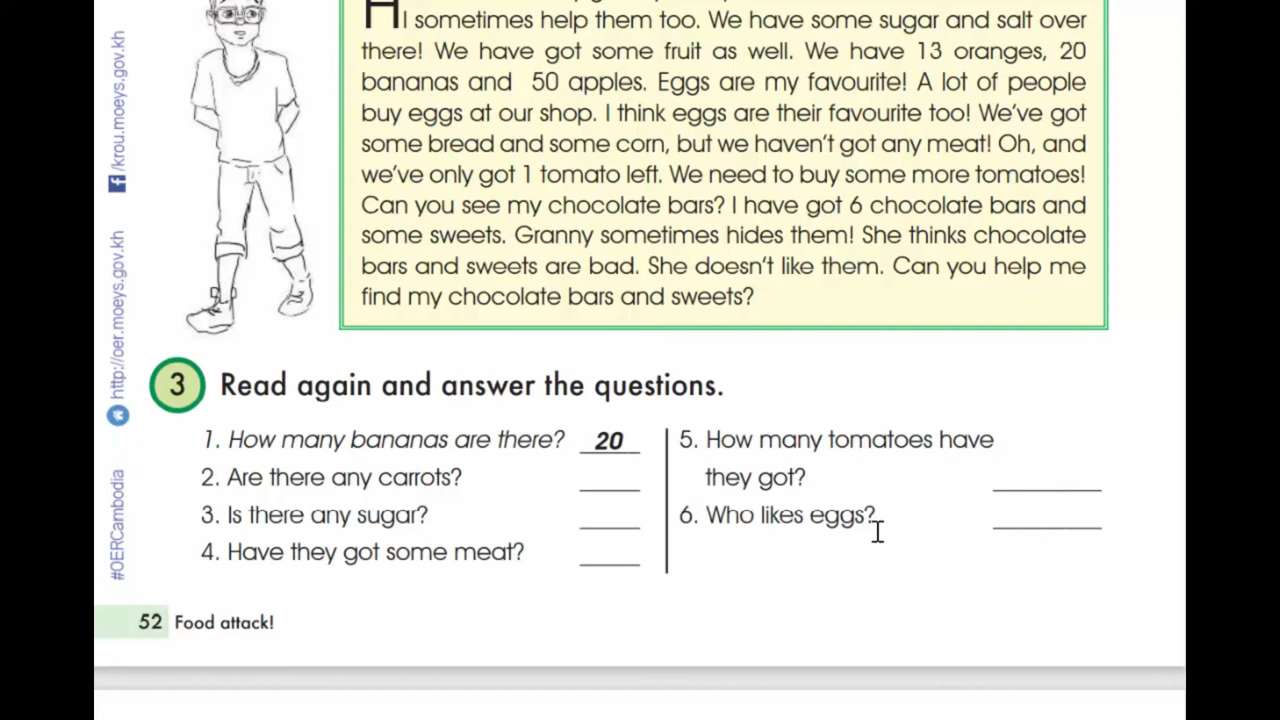 H
I sometimes help them too. We have some sugar and salt over
there! We have got some fruit as well. We have 13 oranges, 20
bananas and 50 apples. Eggs are my favourite! A lot of people
buy eggs at our shop. I think eggs are their favourite too! We've got
some bread and some corn, but we haven't got any meat! Oh, and
we've only got 1 tomato left. We need to buy some more tomatoes!
Can you see my chocolate bars? I have got 6 chocolate bars and
some sweets. Granny sometimes hides them! She thinks chocolate
bars and sweets are bad. She doesn't like them. Can you help me
find my chocolate bars and sweets?
3 Read again and answer the questions.
1. How many bananas are there? 20
2. Are there any carrots?
3. Is there any sugar?
4. Have they got some meat?
5. How many tomatoes have
they got?
6. Who likes eggs?
52 Food attack!
#OERCambodia
http://oer.moeys.gov.kh
f /krou.moeys.gov.kh